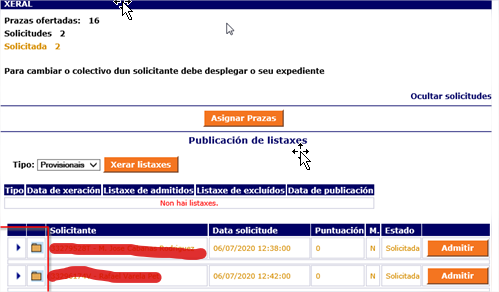 XERAL
Prazas ofertadas: 16
Solicitudes 2
Solicitada 2
Para cambiar o colectivo dun solicitante debe desplegar o seu expediente
Ocultar solicitudes
Asignar Prazas
Publicación de listaxes
Tipo: Provisionais Xerar listaxes
Tipo Data de xeración Listaxe de admitidos Listaxe de excluídos Data de publicación
Non hai listaxes.
Solicitante Data solicitude Puntuación M. Estado
06/07/2020 12:38:00 0 N Solicitada Admitir
06/07/2020 12:42:00 0 N Solicitada Admitir